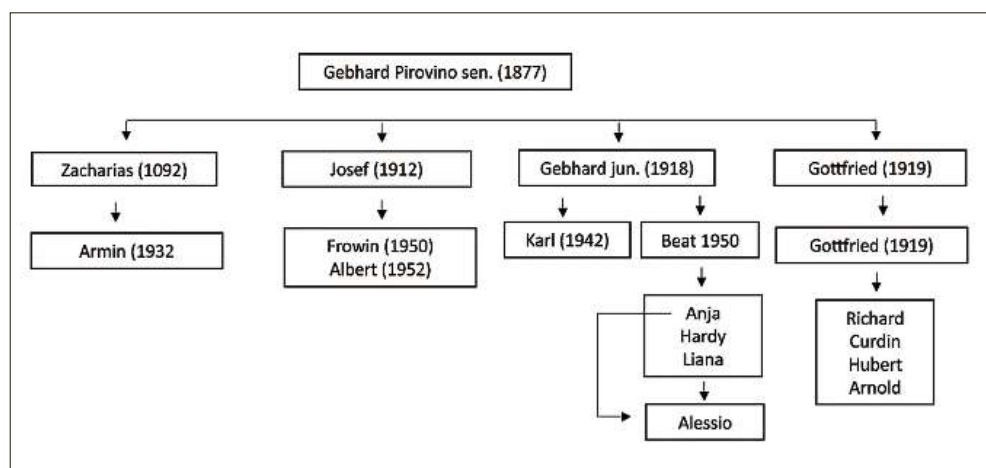 Gebhard Pirovino sen. (1877)
Zacharias (1092)
Josef (1912)
Gebhard jun. (1918)
Gottfried (1919)
Armin (1932
Frowin (1950)
Albert (1952)
Karl (1942)
Beat 1950
Gottfried (1919)
Anja
Hardy
Liana
Richard
Curdin
Hubert
Arnold
Alessio